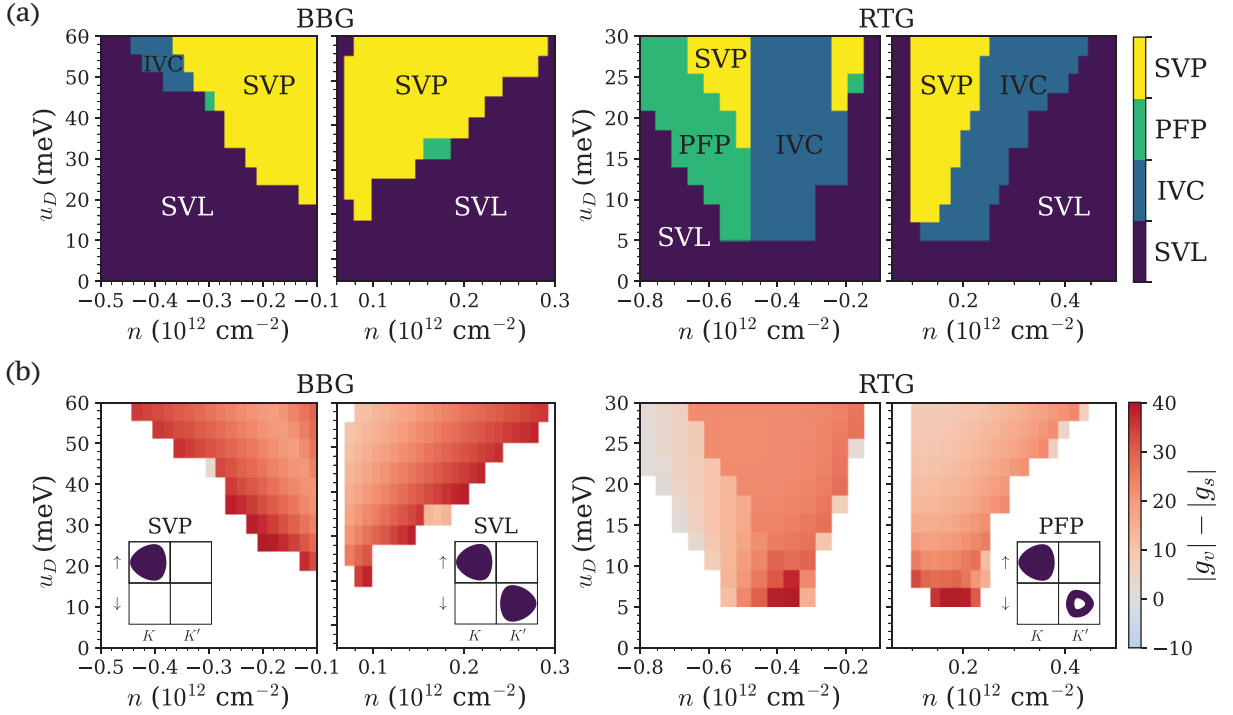 (a)
BBG
RTG
60
50
40
30
20
10
0
u_D (meV)
IVC
SVP
SVL
−0.5 −0.4 −0.3 −0.2 −0.1
n (10^12 cm^−2)
SVP
SVL
0.1 0.2 0.3
n (10^12 cm^−2)
30
25
20
15
10
5
0
u_D (meV)
SVP
PFP
IVC
SVL
−0.8 −0.6 −0.4 −0.2
n (10^12 cm^−2)
SVP
IVC
SVL
0.2 0.4
n (10^12 cm^−2)
SVP
PFP
IVC
SVL
(b)
BBG
RTG
60
50
40
30
20
10
0
u_D (meV)
SVP
↑
↓
K K′
−0.5 −0.4 −0.3 −0.2 −0.1
n (10^12 cm^−2)
SVL
↑
↓
K K′
0.1 0.2 0.3
n (10^12 cm^−2)
30
25
20
15
10
5
0
u_D (meV)
−0.8 −0.6 −0.4 −0.2
n (10^12 cm^−2)
PFP
↑
↓
K K′
0.2 0.4
n (10^12 cm^−2)
40
30
20
10
0
−10
|g_v| − |g_s|